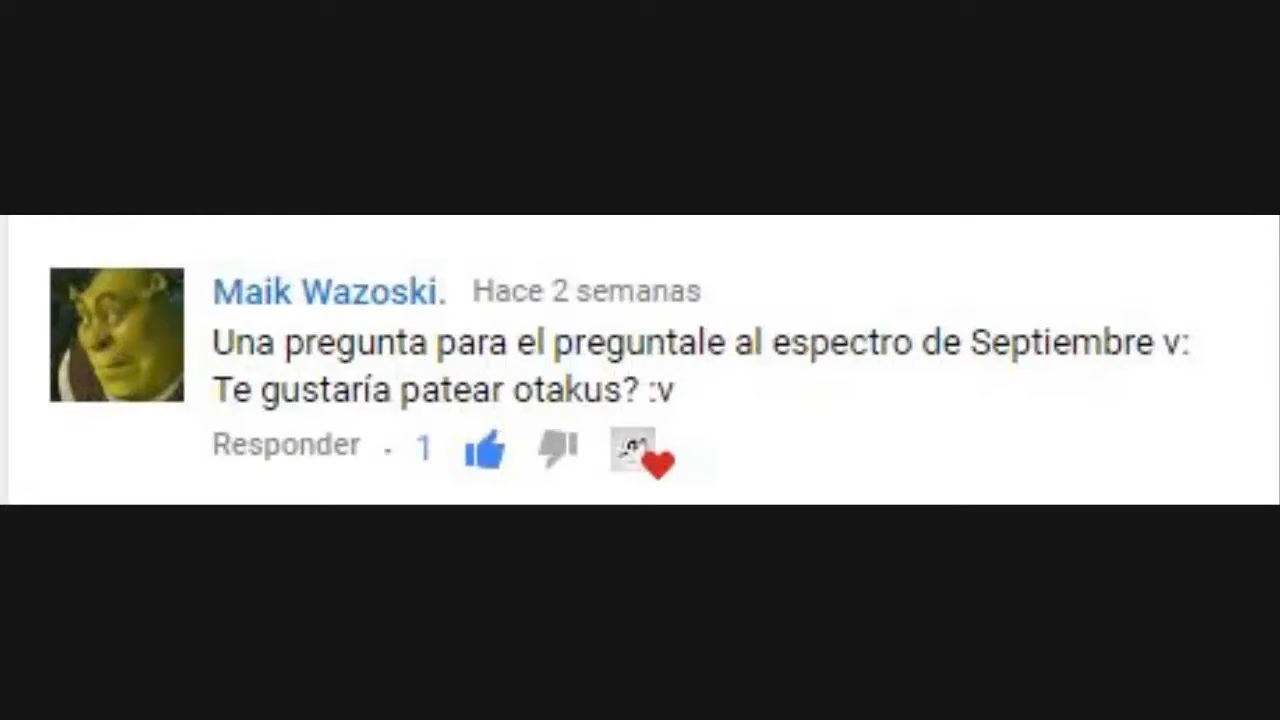 Maik Wazoski. Hace 2 semanas
Una pregunta para el preguntale al espectro de Septiembre v:
Te gustaría patear otakus? :v
Responder . 1